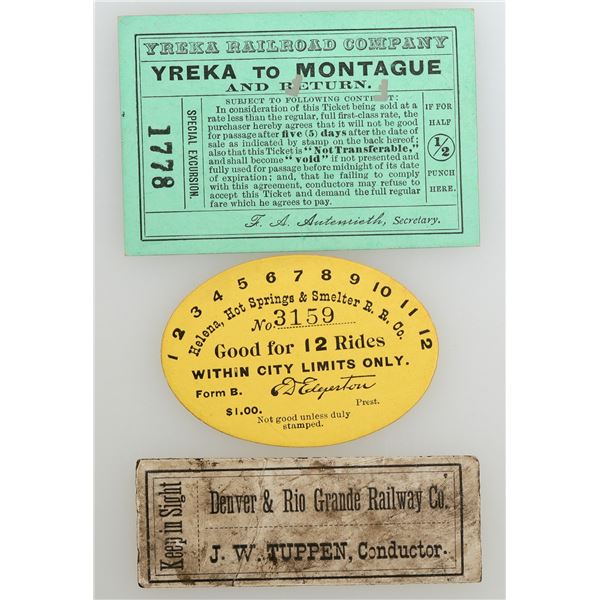 YREKA RAILROAD COMPANY
YREKA TO MONTAGUE
AND RETURN.
SPECIAL EXCURSION.
1778
SUBJECT TO FOLLOWING
In consideration of this Ticket being sold at a
rate less than the regular, full first-class rate, the
purchaser hereby agrees that it will not be good
for passage after five (5) days after the date of
sale as indicated by stamp on the back hereof;
also that this Ticket is "Not Transferable,"
and shall become "void" if not presented and
fully used for passage before midnight of its date
of expiration; and, that he failing to comply
with this agreement, conductors may refuse to
accept this Ticket and demand the full regular
fare which he agrees to pay.
IF FOR
HALF
1/2
PUNCH
HERE.
F. A. Autenrieth, Secretary.
1 2 3 4 5 6 7 8 9 10 11 12
Helena, Hot Springs & Smelter R. R. Co.
No. 3159
Good for 12 Rides
WITHIN CITY LIMITS ONLY.
Form B. E D Edgerton
$1.00. Prest.
Not good unless duly
stamped.
Keep in Sight
Denver & Rio Grande Railway Co.
J. W. TUPPEN, Conductor.